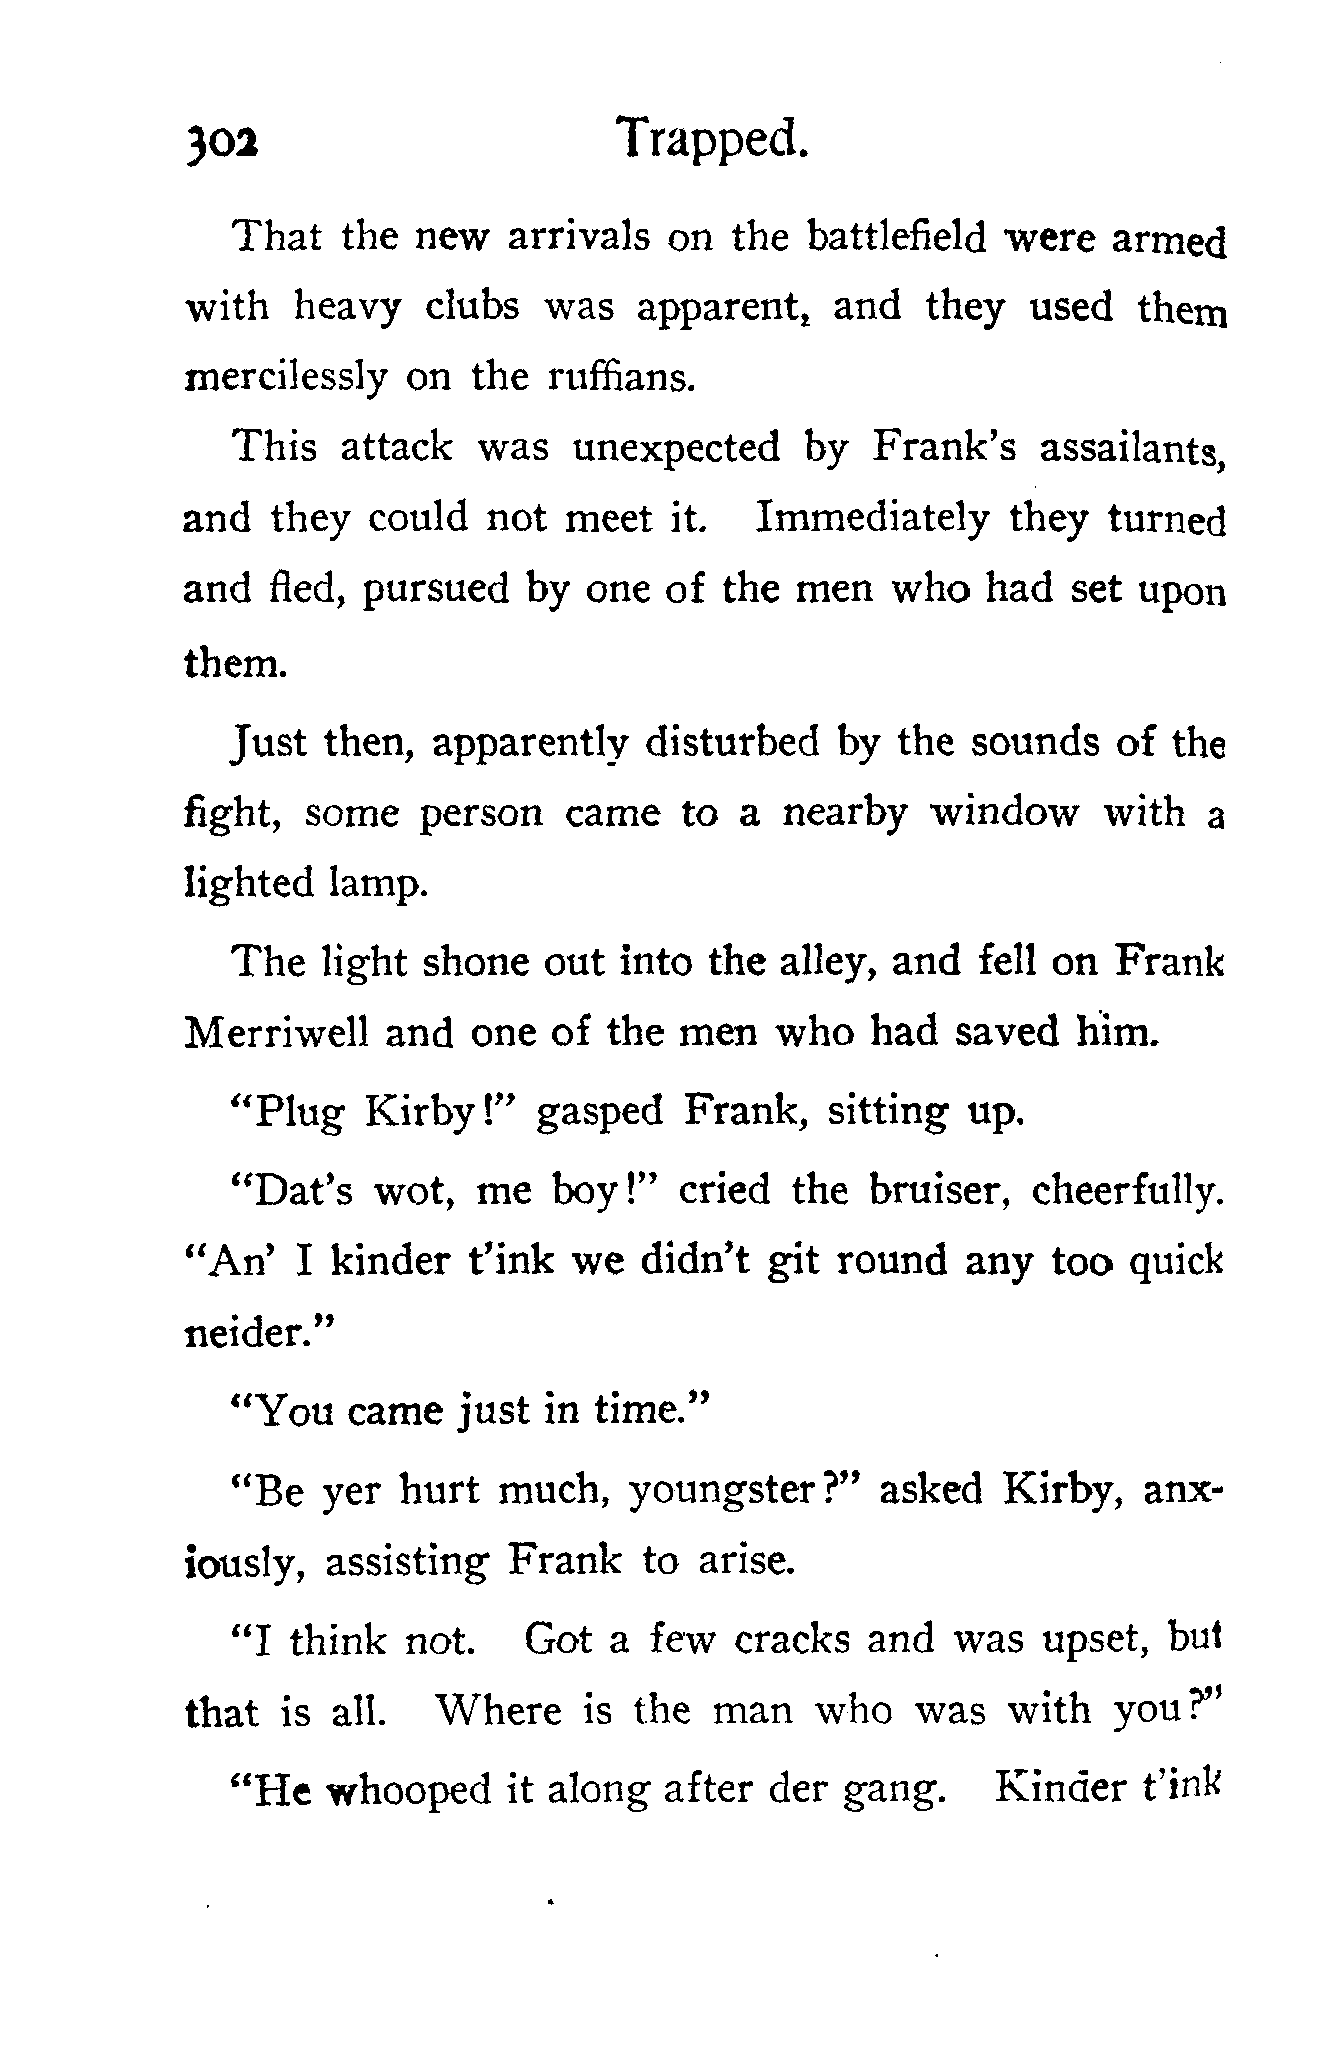 302 Trapped.
That the new arrivals on the battlefield were armed
with heavy clubs was apparent, and they used them
mercilessly on the ruffians.
This attack was unexpected by Frank's assailants,
and they could not meet it. Immediately they turned
and fled, pursued by one of the men who had set upon
them.
Just then, apparently disturbed by the sounds of the
fight, some person came to a nearby window with a
lighted lamp.
The light shone out into the alley, and fell on Frank
Merriwell and one of the men who had saved him.
“Plug Kirby!” gasped Frank, sitting up.
“Dat's wot, me boy!” cried the bruiser, cheerfully.
“An' I kinder t'ink we didn't git round any too quick
neider.”
“You came just in time.”
“Be yer hurt much, youngster?” asked Kirby, anx-
iously, assisting Frank to arise.
“I think not. Got a few cracks and was upset, but
that is all. Where is the man who was with you?”
“He whooped it along after der gang. Kinder t'ink